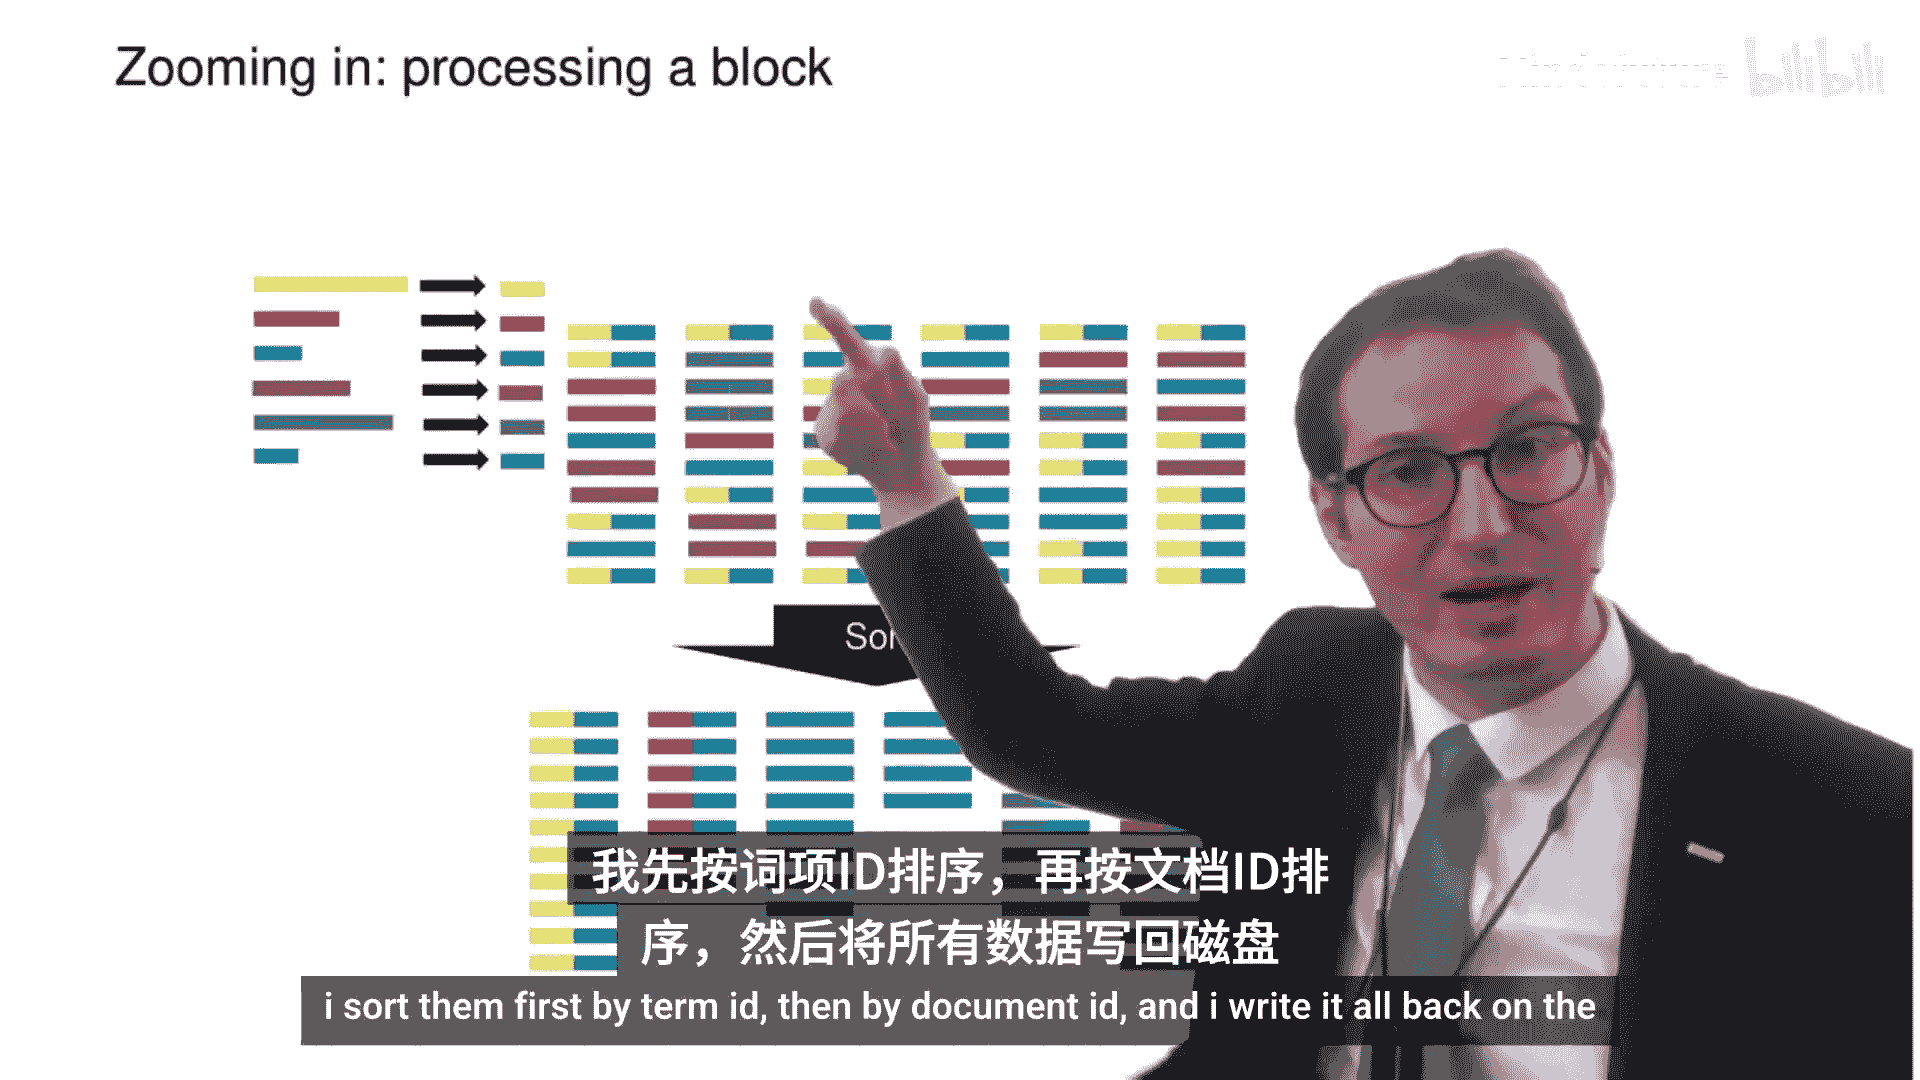 Zooming in: processing a block
bilibili
Sor
我先按词项ID排序，再按文档ID排
序，然后将所有数据写回磁盘
i sort them first by term id, then by document id, and i write it all back on the